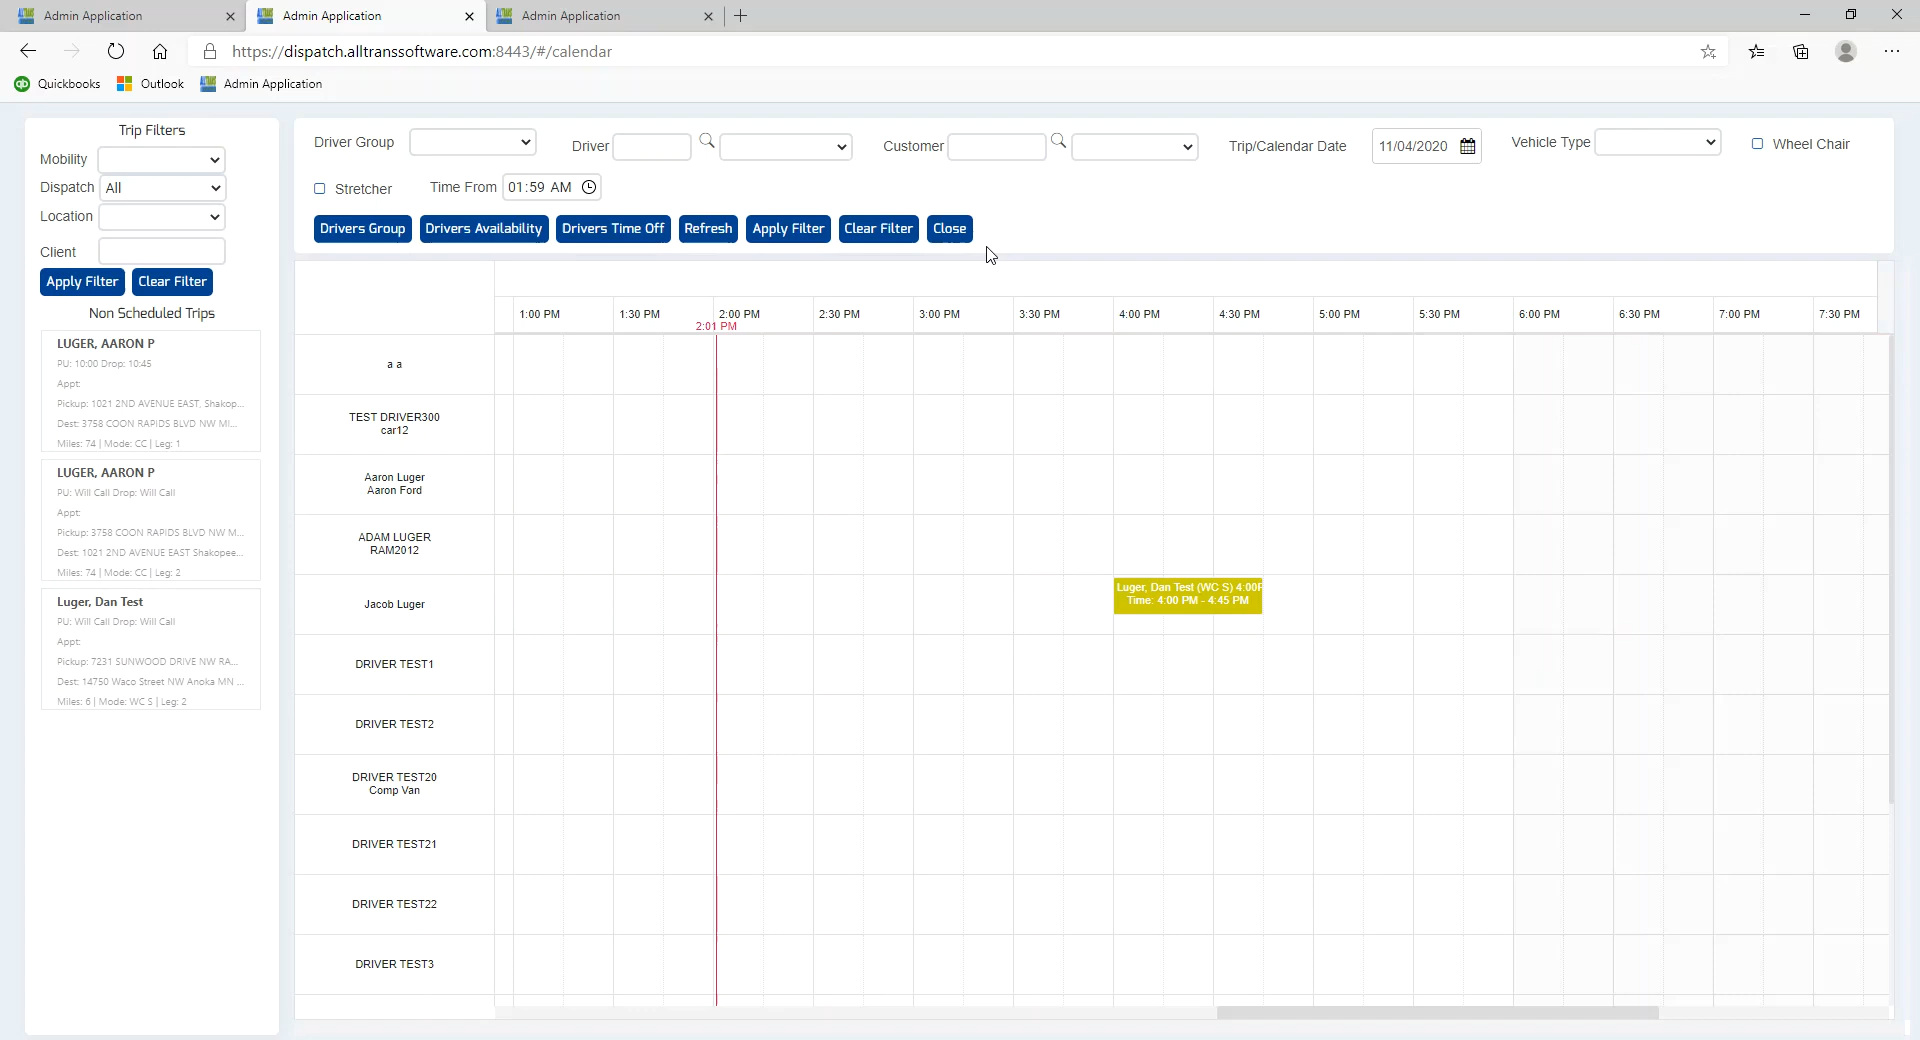 Admin Application
Admin Application
Admin Application
https://dispatch.alltranssoftware.com:8443/#/calendar
qb Quickbooks
Outlook
Admin Application
Trip Filters
Mobility
Dispatch All
Location
Client
Apply Filter Clear Filter
Non Scheduled Trips
LUGER, AARON P
PU: 10:00 Drop: 10:45
Appt:
Pickup: 1021 2ND AVENUE EAST, Shakop...
Dest: 3758 COON RAPIDS BLVD NW MI...
Miles: 74 | Mode: CC | Leg: 1
LUGER, AARON P
PU: Will Call Drop: Will Call
Appt:
Pickup: 3758 COON RAPIDS BLVD NW M...
Dest: 1021 2ND AVENUE EAST Shakopee...
Miles: 74 | Mode: CC | Leg: 2
Luger, Dan Test
PU: Will Call Drop: Will Call
Appt:
Pickup: 7231 SUNWOOD DRIVE NW RA...
Dest: 14750 Waco Street NW Anoka MN ...
Miles: 6 | Mode: WC S | Leg: 2
Driver Group
Driver
Customer
Trip/Calendar Date 11/04/2020
Vehicle Type
Wheel Chair
Stretcher
Time From 01:59 AM
Drivers Group Drivers Availability Drivers Time Off Refresh Apply Filter Clear Filter Close
1:00 PM 1:30 PM 2:00 PM 2:30 PM 3:00 PM 3:30 PM 4:00 PM 4:30 PM 5:00 PM 5:30 PM 6:00 PM 6:30 PM 7:00 PM 7:30 PM
2:01 PM
a a
TEST DRIVER300
car12
Aaron Luger
Aaron Ford
ADAM LUGER
RAM2012
Jacob Luger
Luger, Dan Test (WC S) 4:00P
Time: 4:00 PM - 4:45 PM
DRIVER TEST1
DRIVER TEST2
DRIVER TEST20
Comp Van
DRIVER TEST21
DRIVER TEST22
DRIVER TEST3